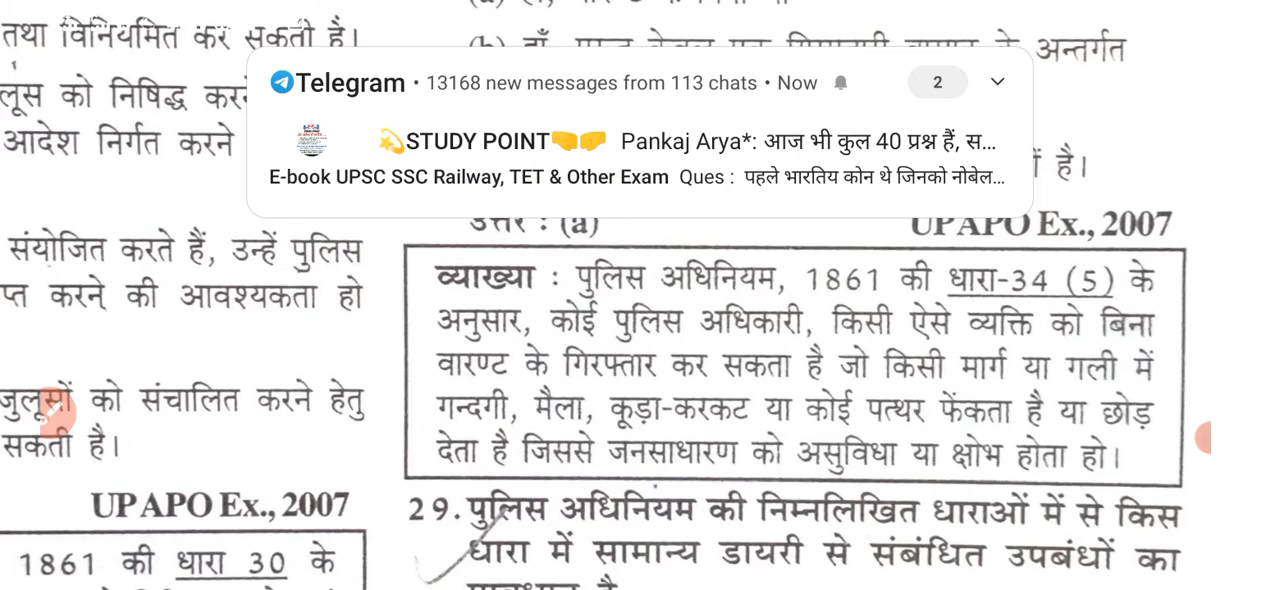 तथा विनियमित कर सकती है।
लूस को निषिद्ध
आदेश निर्गत करने
संयोजित करते हैं, उन्हें पुलिस
प्त करने की आवश्यकता हो
जुलूसों को संचालित करने हेतु
सकती है।
UP APO Ex., 2007
1861 की धारा 30 के
अन्तर्गत
Telegram • 13168 new messages from 113 chats • Now
2
💫STUDY POINT🤜🤛 Pankaj Arya*: आज भी कुल 40 प्रश्न हैं, स...
E-book UPSC SSC Railway, TET & Other Exam Ques : पहले भारतिय कोन थे जिनको नोबेल...
है।
उत्तर : (a) UP APO Ex., 2007
व्याख्या : पुलिस अधिनियम, 1861 की धारा-34 (5) के
अनुसार, कोई पुलिस अधिकारी, किसी ऐसे व्यक्ति को बिना
वारण्ट के गिरफ्तार कर सकता है जो किसी मार्ग या गली में
गन्दगी, मैला, कूड़ा-करकट या कोई पत्थर फेंकता है या छोड़
देता है जिससे जनसाधारण को असुविधा या क्षोभ होता हो।
29. पुलिस अधिनियम की निम्नलिखित धाराओं में से किस
धारा में सामान्य डायरी से संबंधित उपबंधों का